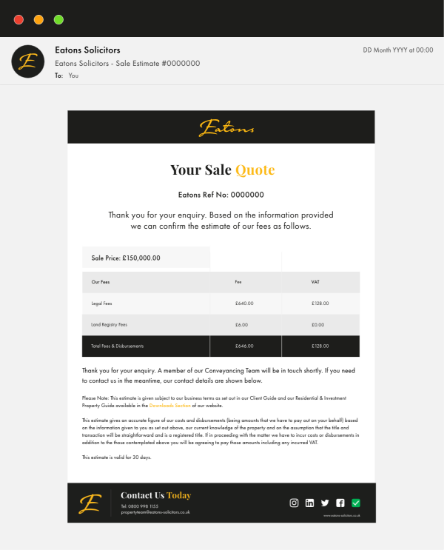 Eatons Solicitors
DD Month YYYY at 00:00
Eatons Solicitors - Sale Estimate #0000000
To: You
Eatons
Your Sale Quote
Eatons Ref No: 0000000
Thank you for your enquiry. Based on the information provided
we can confirm the estimate of our fees as follows.
Sale Price: £150,000.00
Our Fees Fee VAT
Legal Fees £640.00 £128.00
Land Registry Fees £6.00 £0.00
Total Fees & Disbursements £646.00 £128.00
Thank you for your enquiry. A member of our Conveyancing Team will be in touch shortly. If you need
to contact us in the meantime, our contact details are shown below.
Please Note: This estimate is given subject to our business terms as set out in our Client Guide and our Residential & Investment
Property Guide available in the Downloads Section of our website.
This estimate gives an accurate figure of our costs and disbursements (being amounts that we have to pay out on your behalf) based
on the information given to you as set out above, our current knowledge of the property and on the assumption that the title and
transaction will be straightforward and is a registered title. If in proceeding with the matter we have to incur costs or disbursements in
addition to those contemplated above you will be agreeing to pay those amounts including any incurred VAT.
This estimate is valid for 30 days.
Contact Us Today
Tel: 0800 998
propertyteam@eatons-solicitors.co.uk
www.eatons-solicitors.co.uk